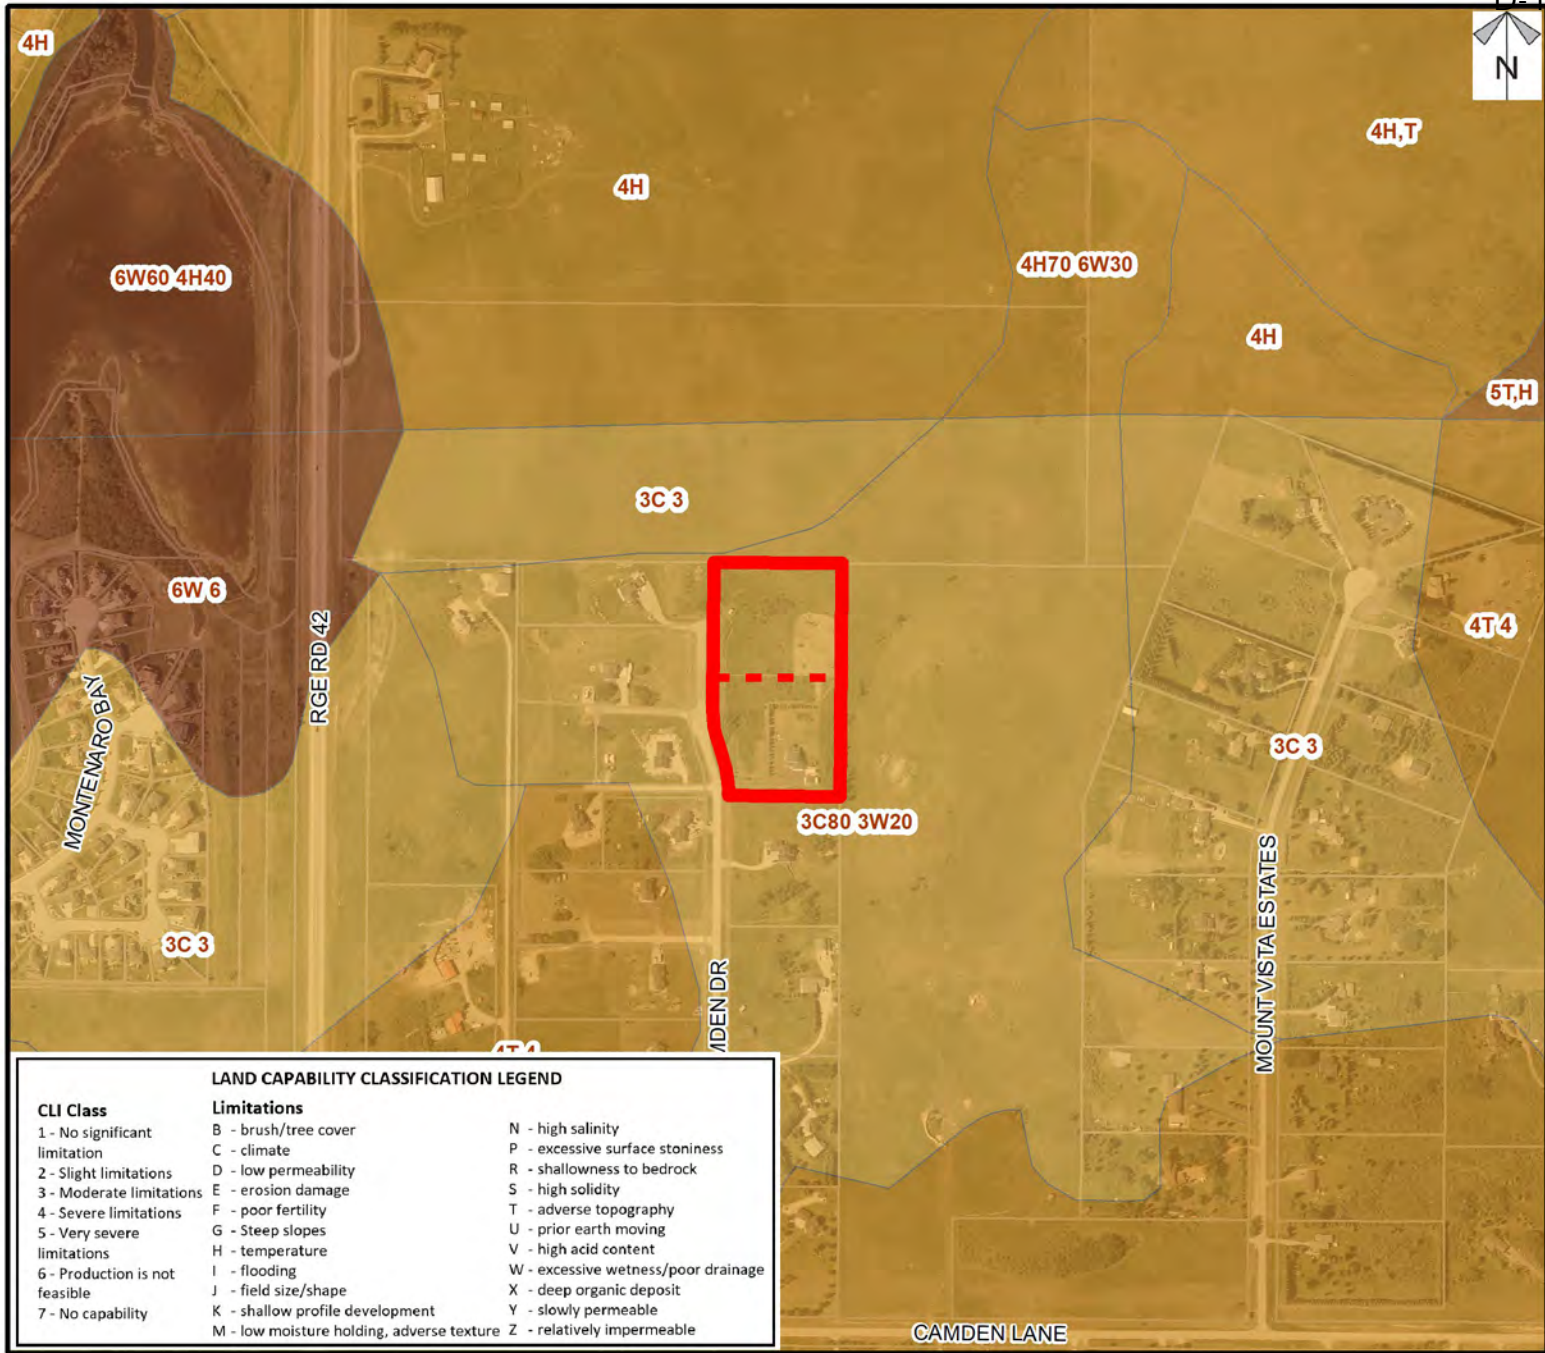 4H
N
4H,T
4H
6W60 4H40
4H70 6W30
4H
5T,H
3C 3
6W 6
RGE RD 42
4T 4
MONTENARO BAY
3C 3
3C80 3W20
MOUNT VISTA ESTATES
3C 3
MDEN DR
CAMDEN LANE
LAND CAPABILITY CLASSIFICATION LEGEND
CLI Class
1 - No significant
limitation
2 - Slight limitations
3 - Moderate limitations
4 - Severe limitations
5 - Very severe
limitations
6 - Production is not
feasible
7 - No capability
Limitations
B - brush/tree cover
C - climate
D - low permeability
E - erosion damage
F - poor fertility
G - Steep slopes
H - temperature
I - flooding
J - field size/shape
K - shallow profile development
M - low moisture holding, adverse texture
N - high salinity
P - excessive surface stoniness
R - shallowness to bedrock
S - high solidity
T - adverse topography
U - prior earth moving
V - high acid content
W - excessive wetness/poor drainage
X - deep organic deposit
Y - slowly permeable
Z - relatively impermeable